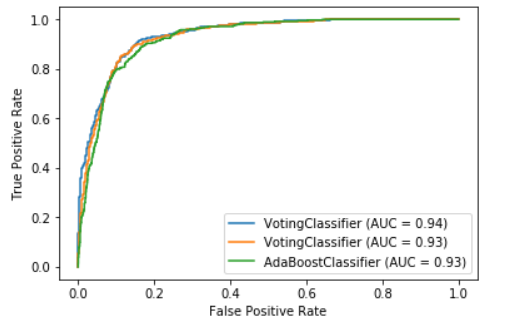 1.0
0.8
0.6
0.4
0.2
0.0
True Positive Rate
VotingClassifier (AUC = 0.94)
VotingClassifier (AUC = 0.93)
AdaBoostClassifier (AUC = 0.93)
0.0 0.2 0.4 0.6 0.8 1.0
False Positive Rate